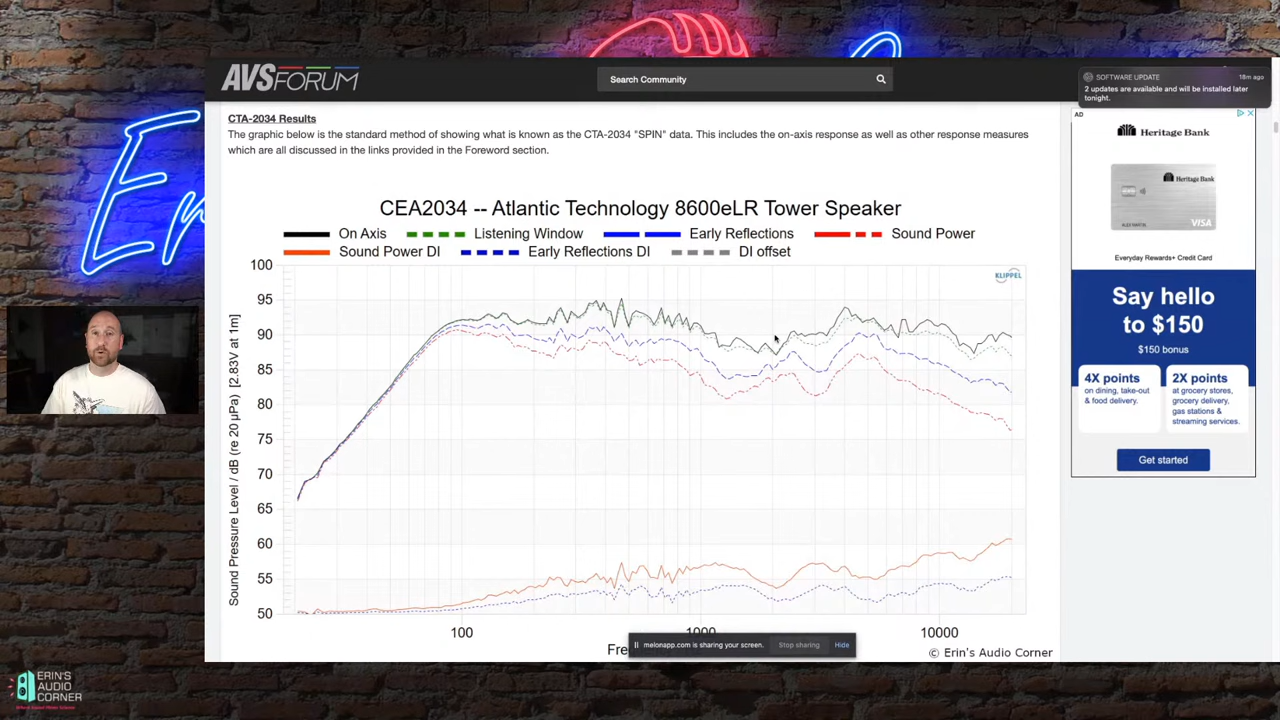 Er
AVSFORUM
Search Community
SOFTWARE UPDATE
18m ago
2 updates are available and will be installed later
tonight.
CTA-2034 Results
The graphic below is the standard method of showing what is known as the CTA-2034 "SPIN" data. This includes the on-axis response as well as other response measures
which are all discussed in the links provided in the Foreword section.
CEA2034 -- Atlantic Technology 8600eLR Tower Speaker
On Axis Listening Window Early Reflections Sound Power
Sound Power DI Early Reflections DI DI offset
KLIPPEL
Sound Pressure Level / dB (re 20 µPa) [2.83V at 1m]
100
95
90
85
80
75
70
65
60
55
50
100 1000 10000
Fre
melonapp.com is sharing your screen. Stop sharing Hide
© Erin's Audio Corner
AD
Heritage Bank
Heritage Bank
VISA
Everyday Rewards+ Credit Card
Say hello
to $150
$150 bonus
4X points
on dining, take-out
& food delivery.
2X points
at grocery stores,
grocery delivery,
gas stations &
streaming services.
Get started
ERIN'S
AUDIO
CORNER